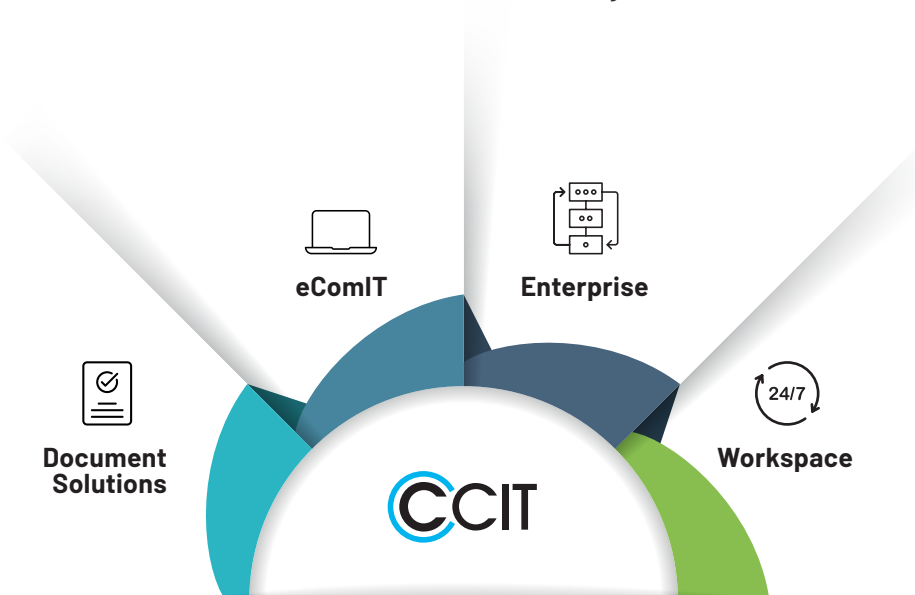 eComIT
Enterprise
24/7
Document
Solutions
Workspace
CCIT